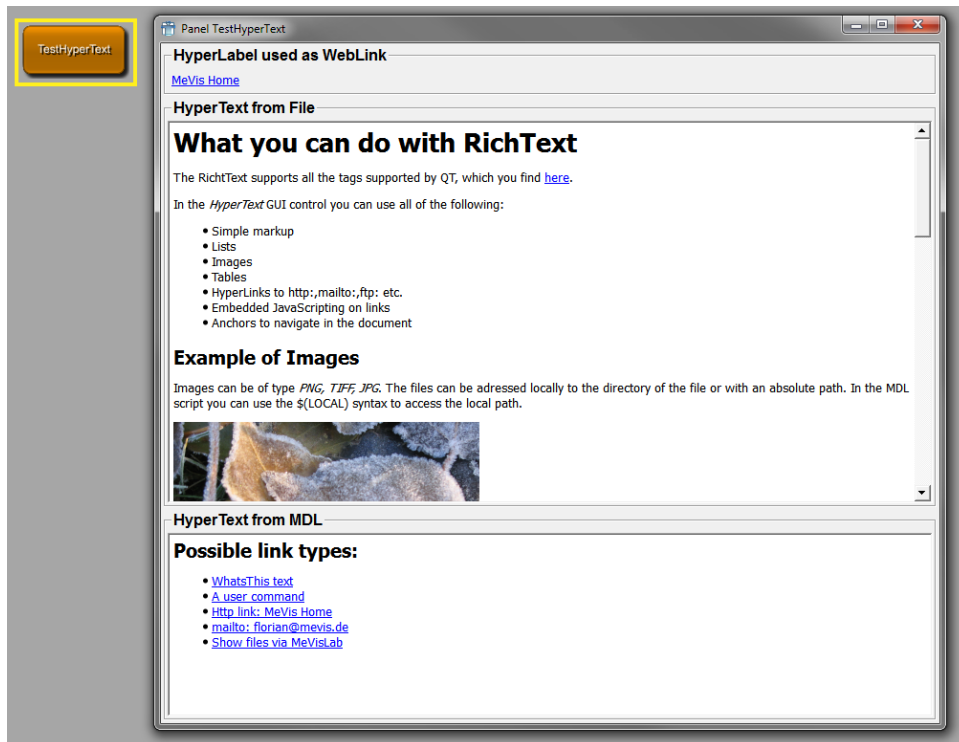 TestHyperText
Panel TestHyperText
HyperLabel used as WebLink
MeVis Home
HyperText from File
What you can do with RichText
The RichtText supports all the tags supported by QT, which you find here.
In the HyperText GUI control you can use all of the following:
• Simple markup
• Lists
• Images
• Tables
• HyperLinks to http:,mailto:,ftp: etc.
• Embedded JavaScripting on links
• Anchors to navigate in the document
Example of Images
Images can be of type PNG, TIFF, JPG. The files can be adressed locally to the directory of the file or with an absolute path. In the MDL
script you can use the $(LOCAL) syntax to access the local path.
HyperText from MDL
Possible link types:
• WhatsThis text
• A user command
• Http link: MeVis Home
• mailto: florian@mevis.de
• Show files via MeVisLab